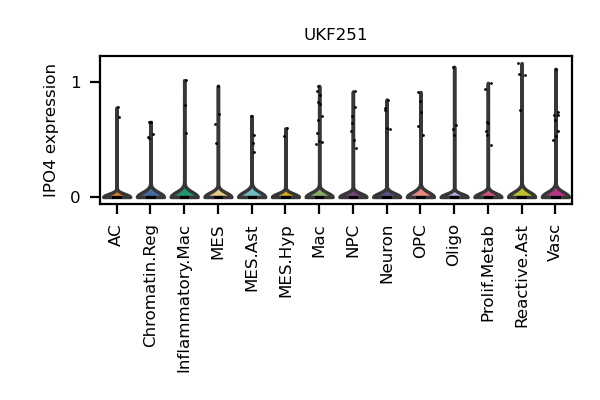 UKF251
IPO4 expression
1
0
AC
Chromatin.Reg
Inflammatory.Mac
MES
MES.Ast
MES.Hyp
Mac
NPC
Neuron
OPC
Oligo
Prolif.Metab
Reactive.Ast
Vasc